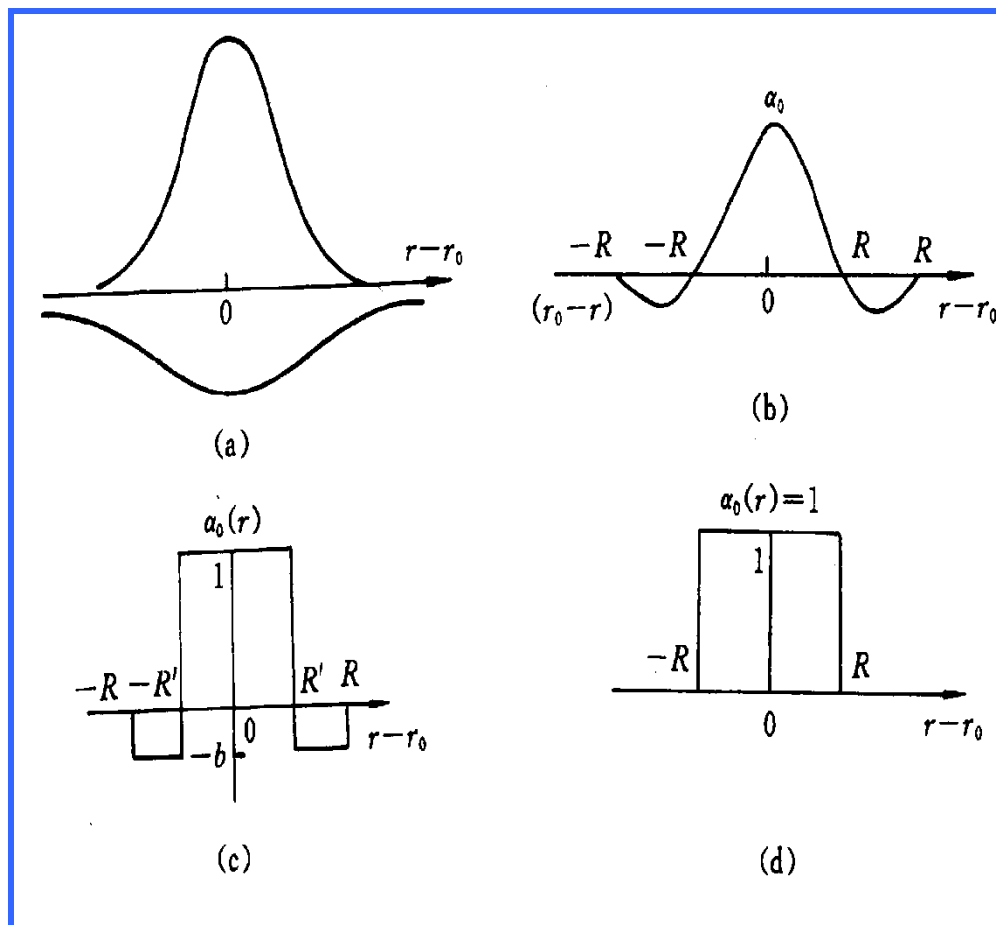 r−r₀
0
(a)
α₀
−R −R R R
(r₀−r) 0 r−r₀
(b)
α₀(r)
1
−R −R′ R′ R
0
−b r−r₀
(c)
α₀(r)=1
1
−R R
0 r−r₀
(d)